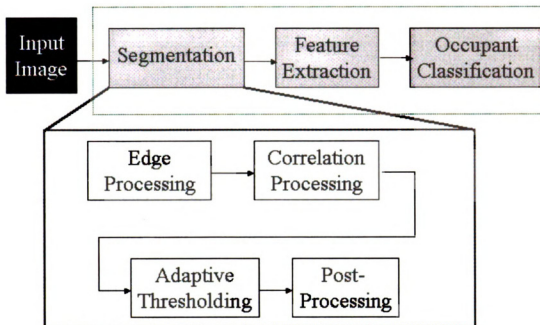 Input
Image
Segmentation
Feature
Extraction
Occupant
Classification
Edge
Processing
Correlation
Processing
Adaptive
Thresholding
Post-
Processing